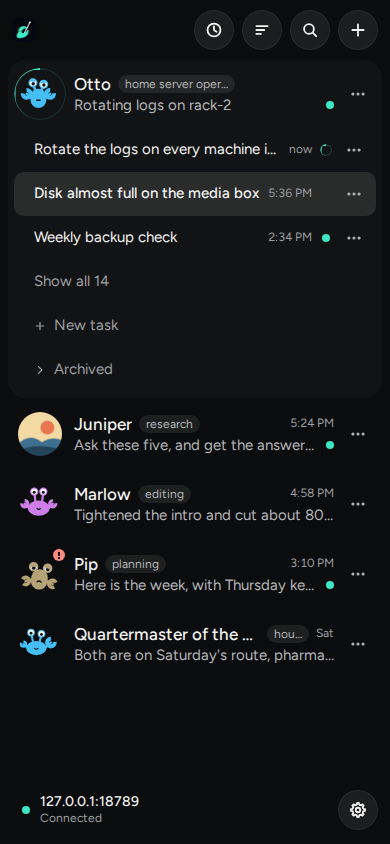 Otto home server oper...
Rotating logs on rack-2
Rotate the logs on every machine i... now
Disk almost full on the media box 5:36 PM
Weekly backup check 2:34 PM
Show all 14
+ New task
> Archived
Juniper research 5:24 PM
Ask these five, and get the answer...
Marlow editing 4:58 PM
Tightened the intro and cut about 80...
Pip planning 3:10 PM
Here is the week, with Thursday ke...
Quartermaster of the ... hou... Sat
Both are on Saturday's route, pharma...
127.0.0.1:18789
Connected